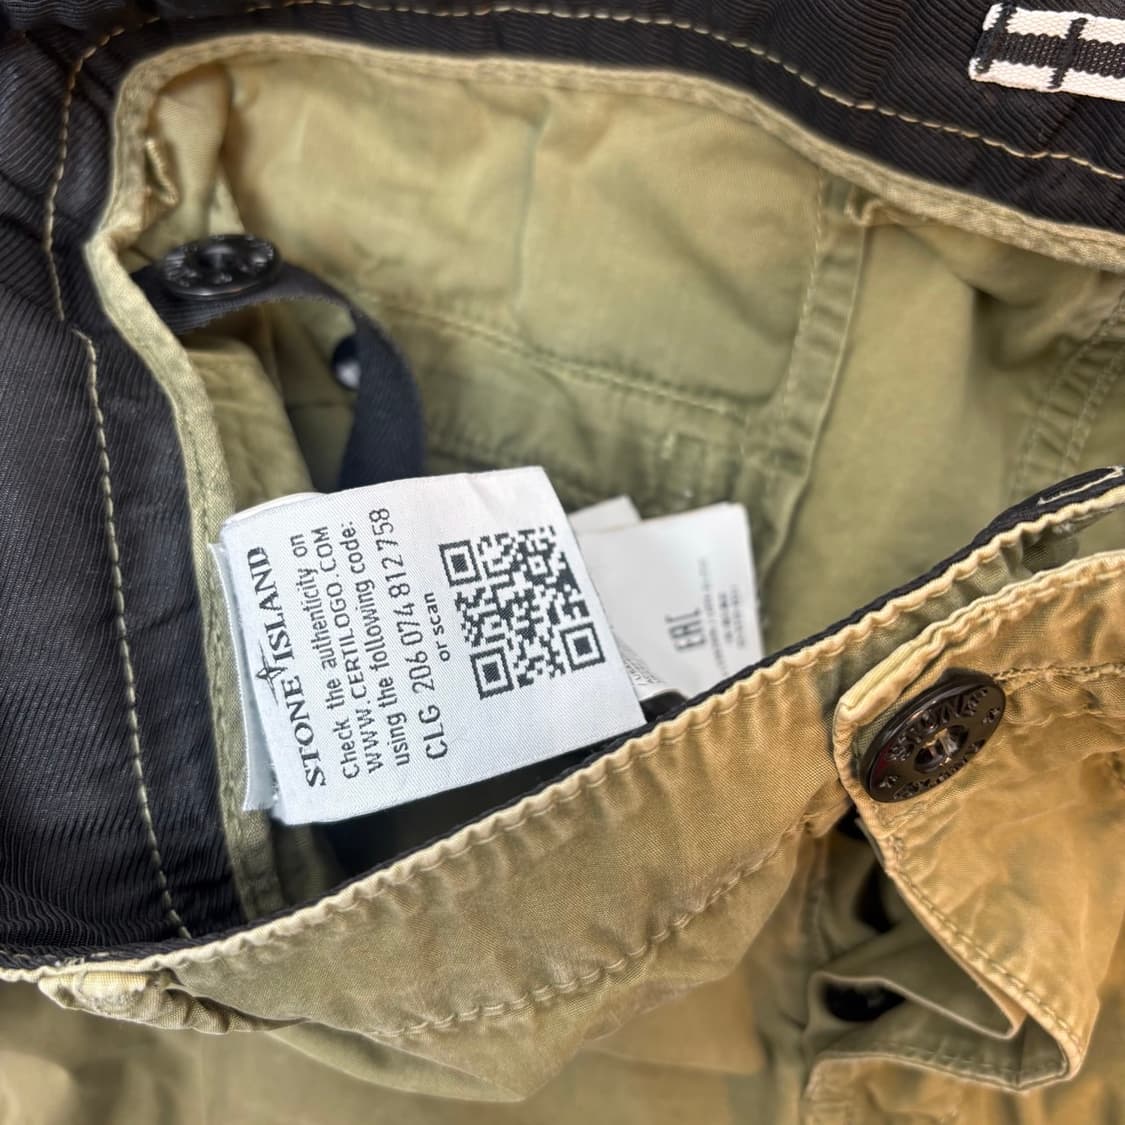 STONE ISLAND
Check the authenticity on
WWW.CERTILOGO.COM
using the following code:
CLG 206 074 812 758
or scan
EAC
STONE